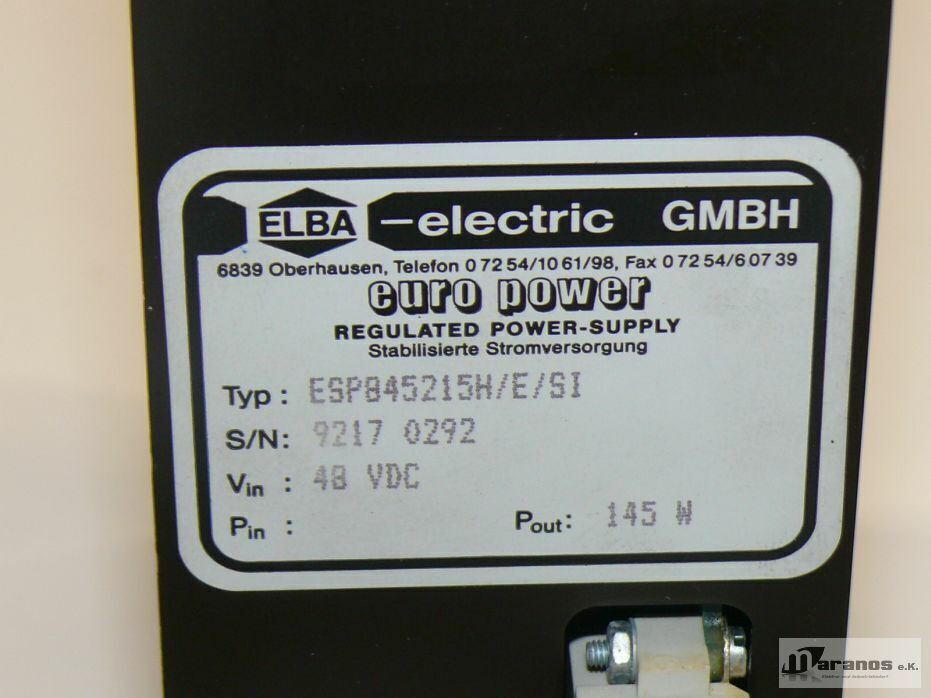 ELBA -electric GMBH
6839 Oberhausen, Telefon 0 72 54/10 61/98, Fax 0 72 54/6 07 39
euro power
REGULATED POWER-SUPPLY
Stabilisierte Stromversorgung
Typ: ESP845215H/E/SI
S/N: 9217 0292
Vin : 48 VDC
Pin : Pout: 145 W
Maranos e.K.